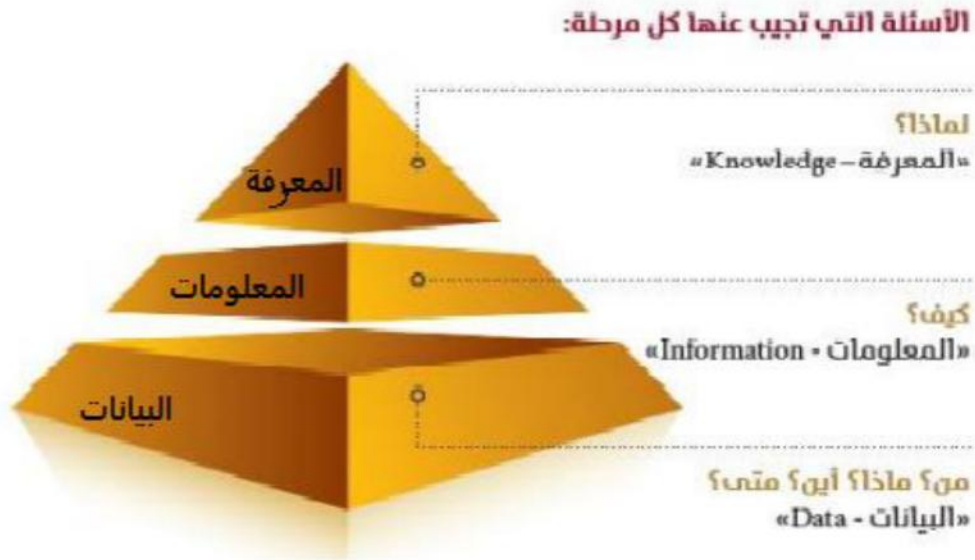 الأسئلة التي تجيب عنها كل مرحلة:
لماذا؟
«المعرفة – Knowledge»
المعرفة
المعلومات
كيف؟
«المعلومات - Information»
البيانات
من؟ ماذا؟ أين؟ متى؟
«البيانات - Data»